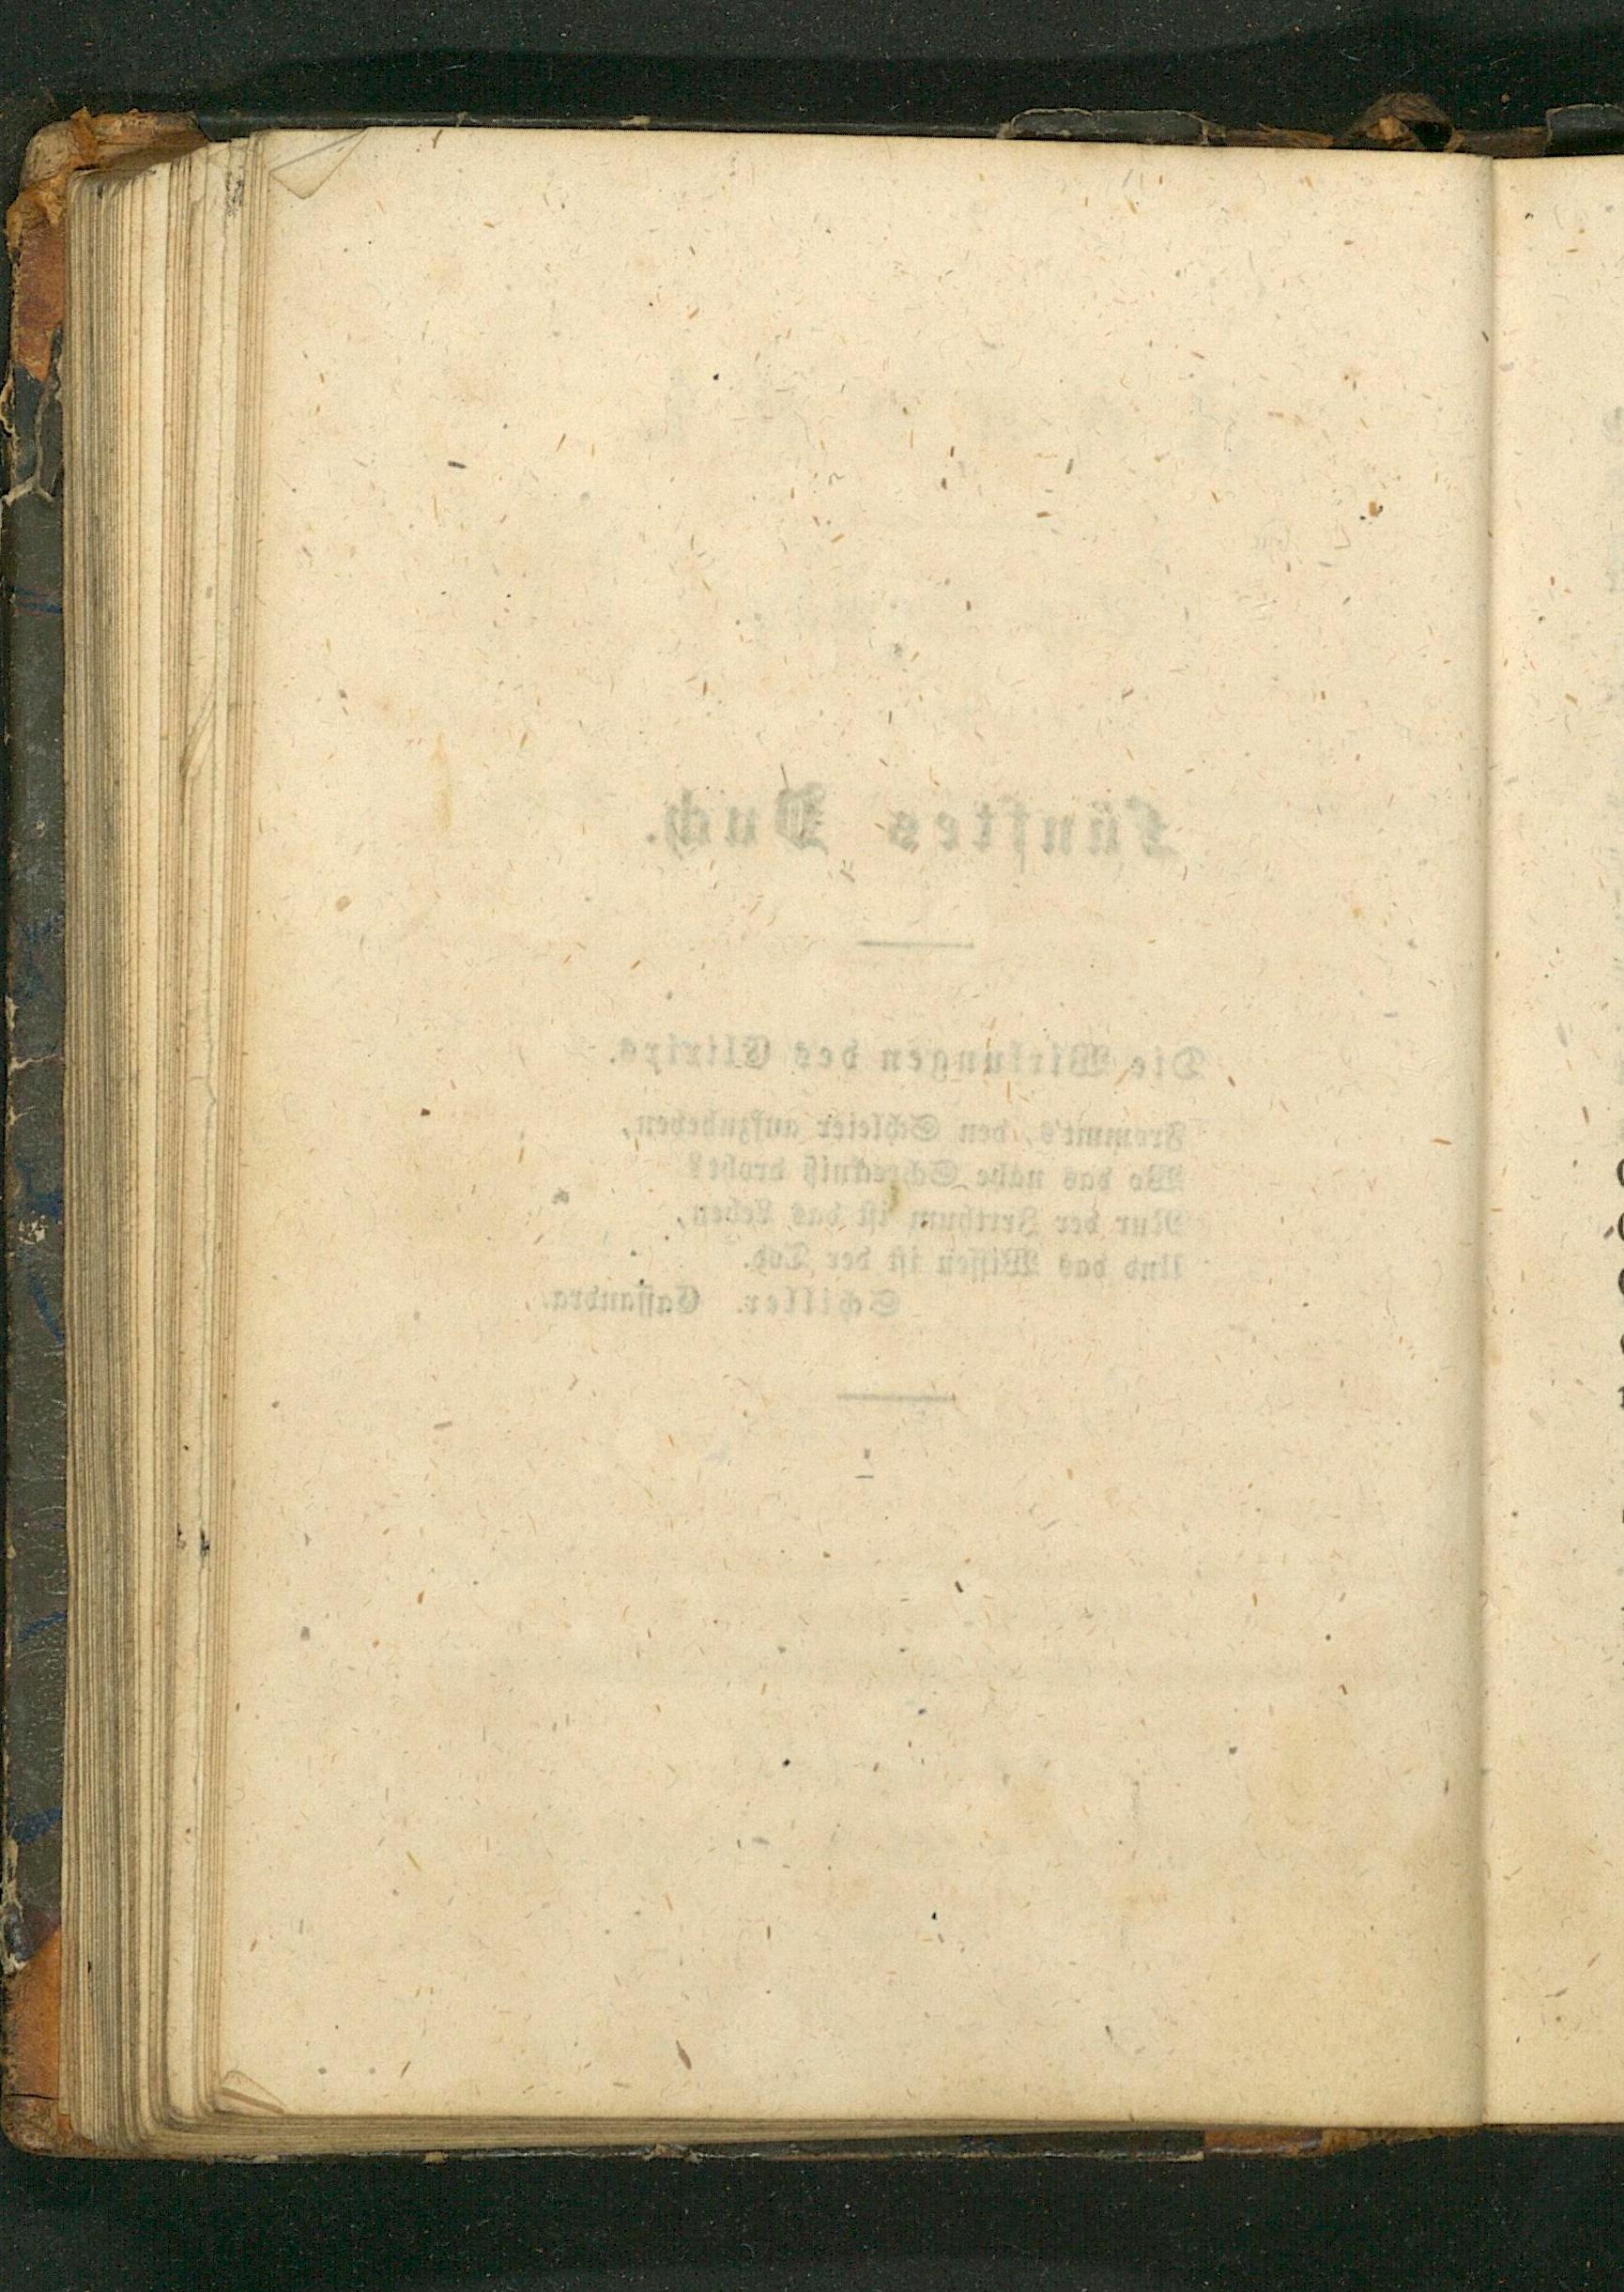 Fünftes Buch.
Die Wirkungen des Elixirs.
Frommt's, den Schleier aufzuheben,
Wo das nahe Schreckniß droht?
Nur der Irrthum ist das Leben,
Und das Wissen ist der Tod.
Schiller. Cassandra.